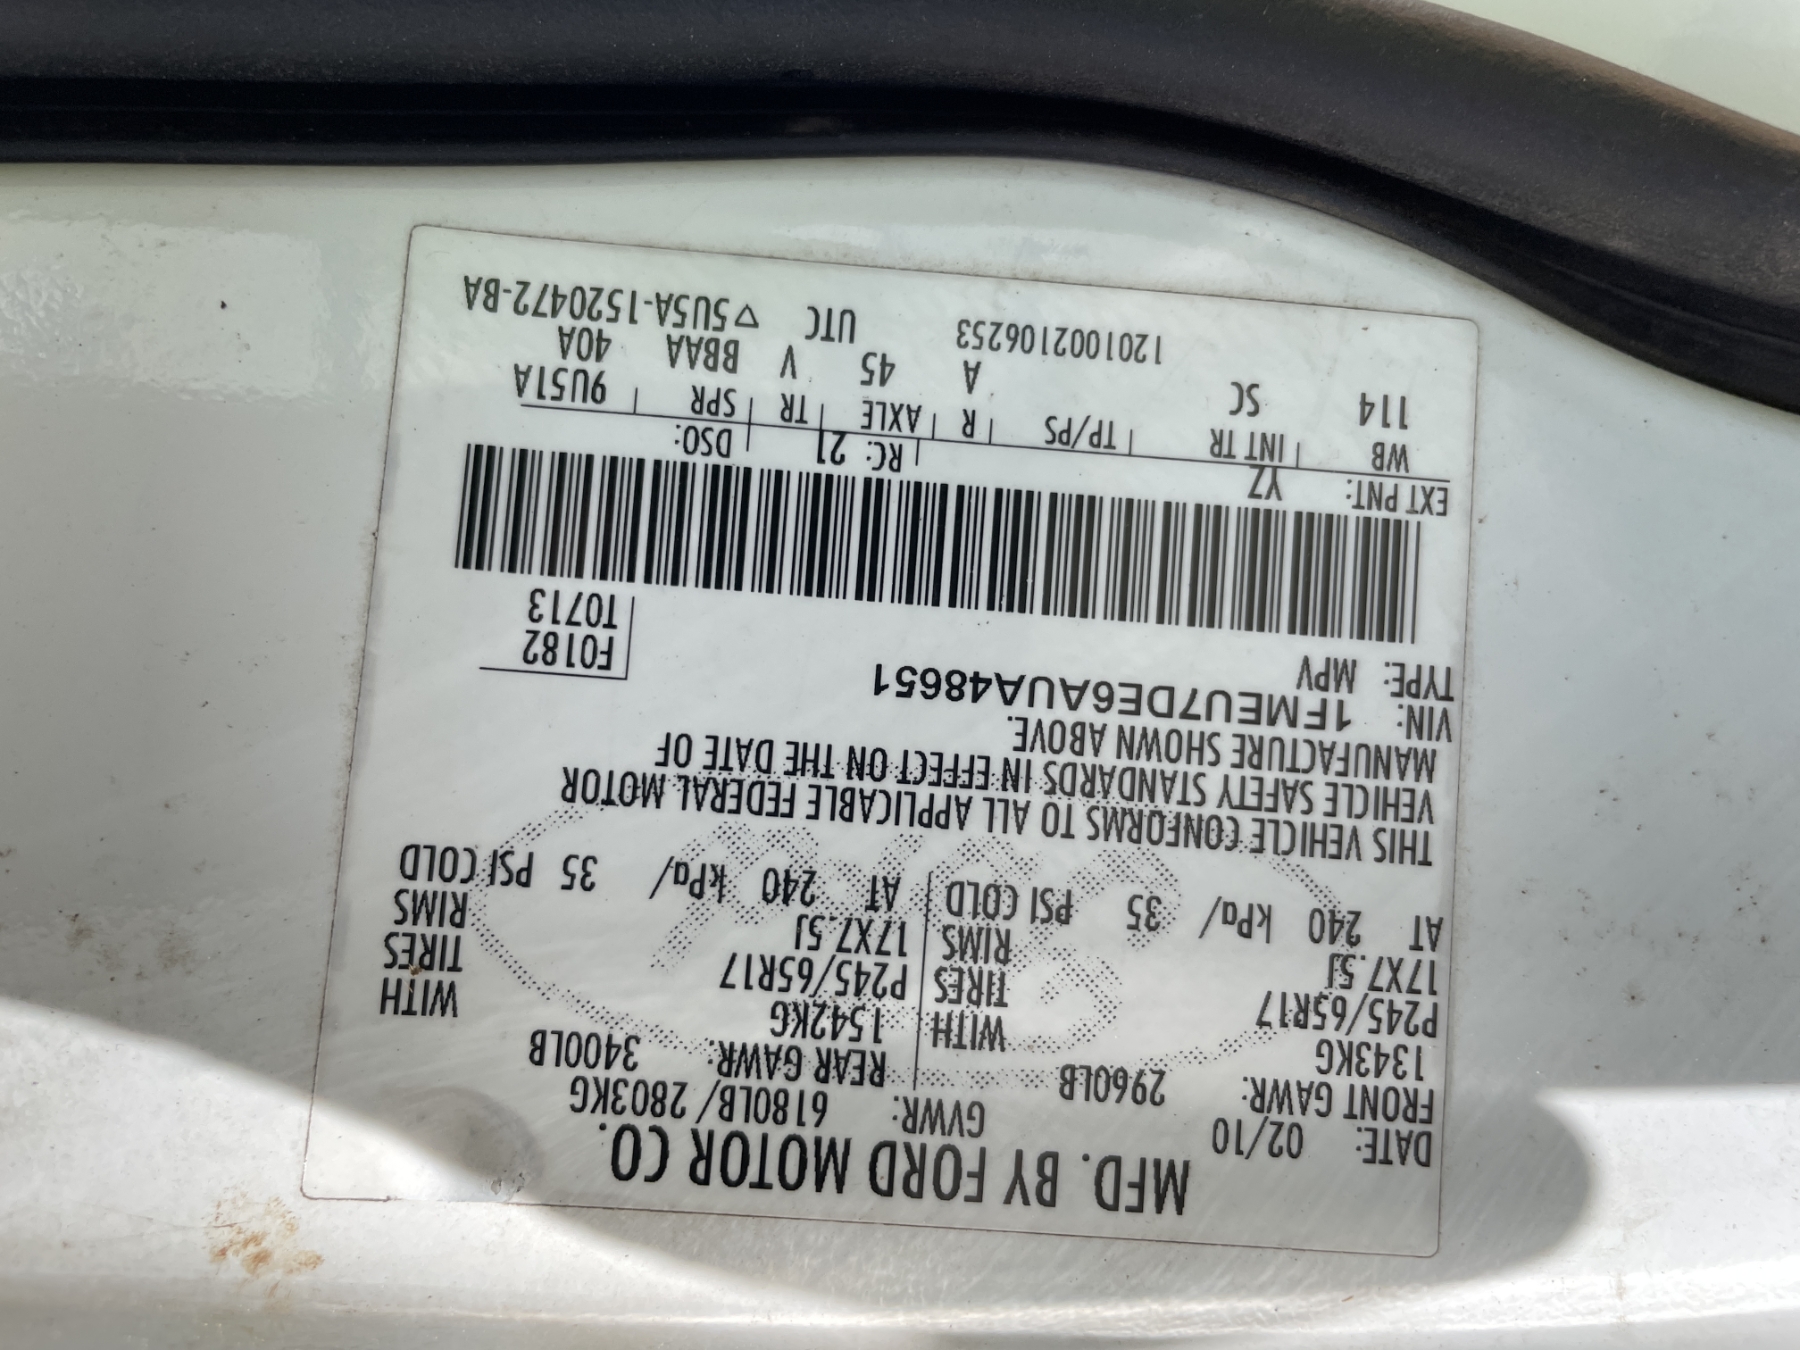 MFD. BY FORD MOTOR CO.
DATE: 02/10 GVWR: 6180LB/ 2803KG
FRONT GAWR: 2960LB REAR GAWR: 3400LB
1343KG WITH 1542KG WITH
P245/65R17 TIRES P245/65R17 TIRES
17X7.5J RIMS 17X7.5J RIMS
AT 240 kPa/ 35 PSI COLD AT 240 kPa/ 35 PSI COLD
THIS VEHICLE CONFORMS TO ALL APPLICABLE FEDERAL MOTOR
VEHICLE SAFETY STANDARDS IN EFFECT ON THE DATE OF
MANUFACTURE SHOWN ABOVE.
VIN: 1FMEU7DE6AUA48651
TYPE: MPV
F0182
T0713
EXT PNT: YZ RC: 21 DSO:
WB INT TR TP/PS R AXLE TR SPR 9U51A
114 SC A 45 V BBAA 40A
1201002106253 UTC ▽5U5A-1520472-BA